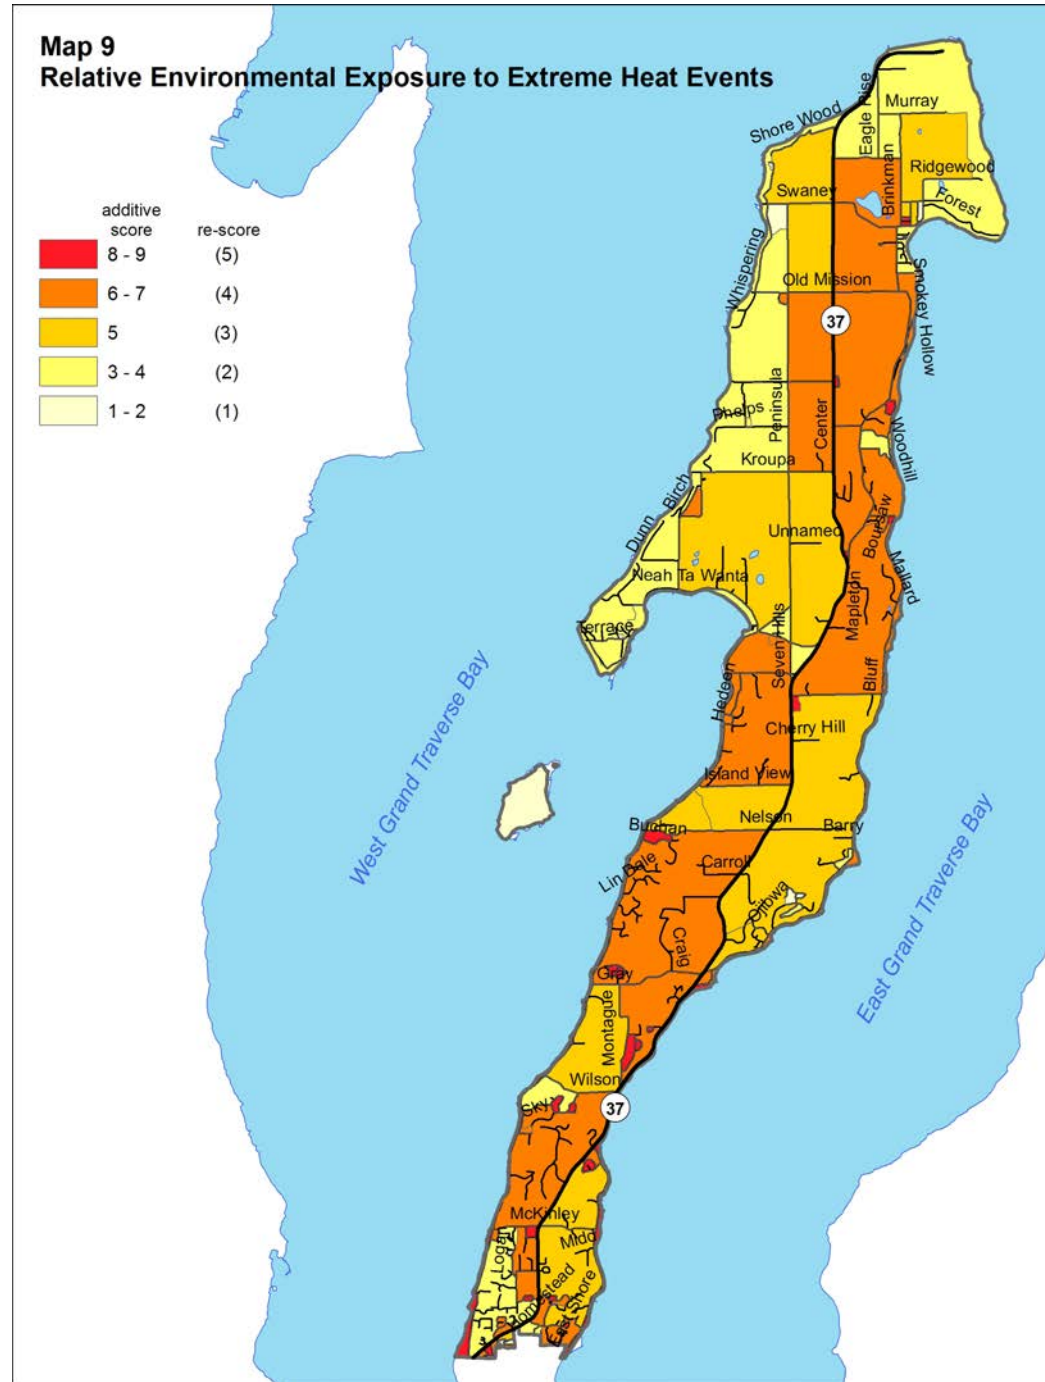 Map 9
Relative Environmental Exposure to Extreme Heat Events
additive
score
re-score
8 - 9 (5)
6 - 7 (4)
5 (3)
3 - 4 (2)
1 - 2 (1)
Shore Wood
Eagle Rise
Murray
Ridgewood
Brinkman
Swaney
Forest
Whispering
Old Mission
Smokey Hollow
37
Peninsula
Phelps
Center
Woodhill
Kroupa
Birch
Dunn
Unnamed
Boursaw
Mallard
Neah Ta Wanta
Mapleton
Terrace
Seven Hills
Bluff
Hedeen
Cherry Hill
Island View
Nelson
Buchan
Barry
Lin Dale
Carroll
Ojibwa
Craig
Gray
Montague
Wilson
Sky
37
McKinley
Logan
Mido
Homestead
East Shore
West Grand Traverse Bay
East Grand Traverse Bay